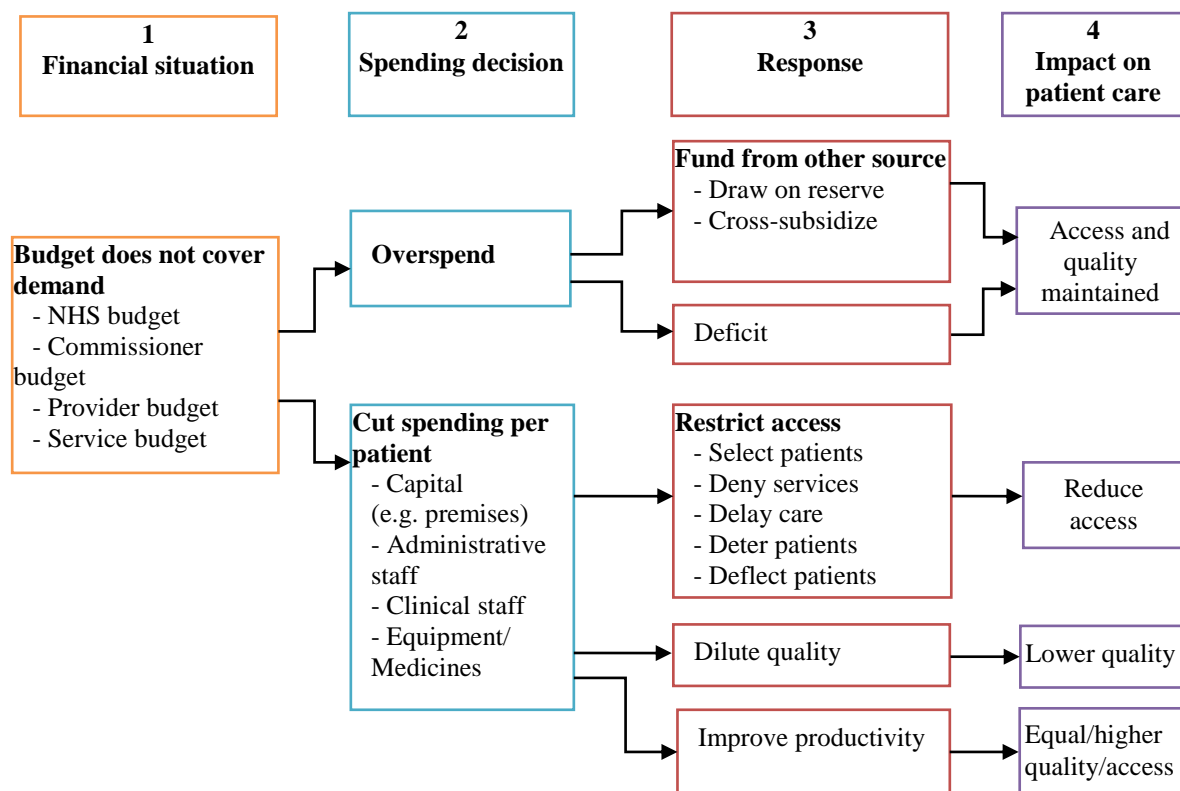 1
Financial situation
2
Spending decision
3
Response
4
Impact on
patient care
Budget does not cover
demand
- NHS budget
- Commissioner
budget
- Provider budget
- Service budget
Overspend
Cut spending per
patient
- Capital
(e.g. premises)
- Administrative
staff
- Clinical staff
- Equipment/
Medicines
Fund from other source
- Draw on reserve
- Cross-subsidize
Deficit
Restrict access
- Select patients
- Deny services
- Delay care
- Deter patients
- Deflect patients
Dilute quality
Improve productivity
Access and
quality
maintained
Reduce
access
Lower quality
Equal/higher
quality/access